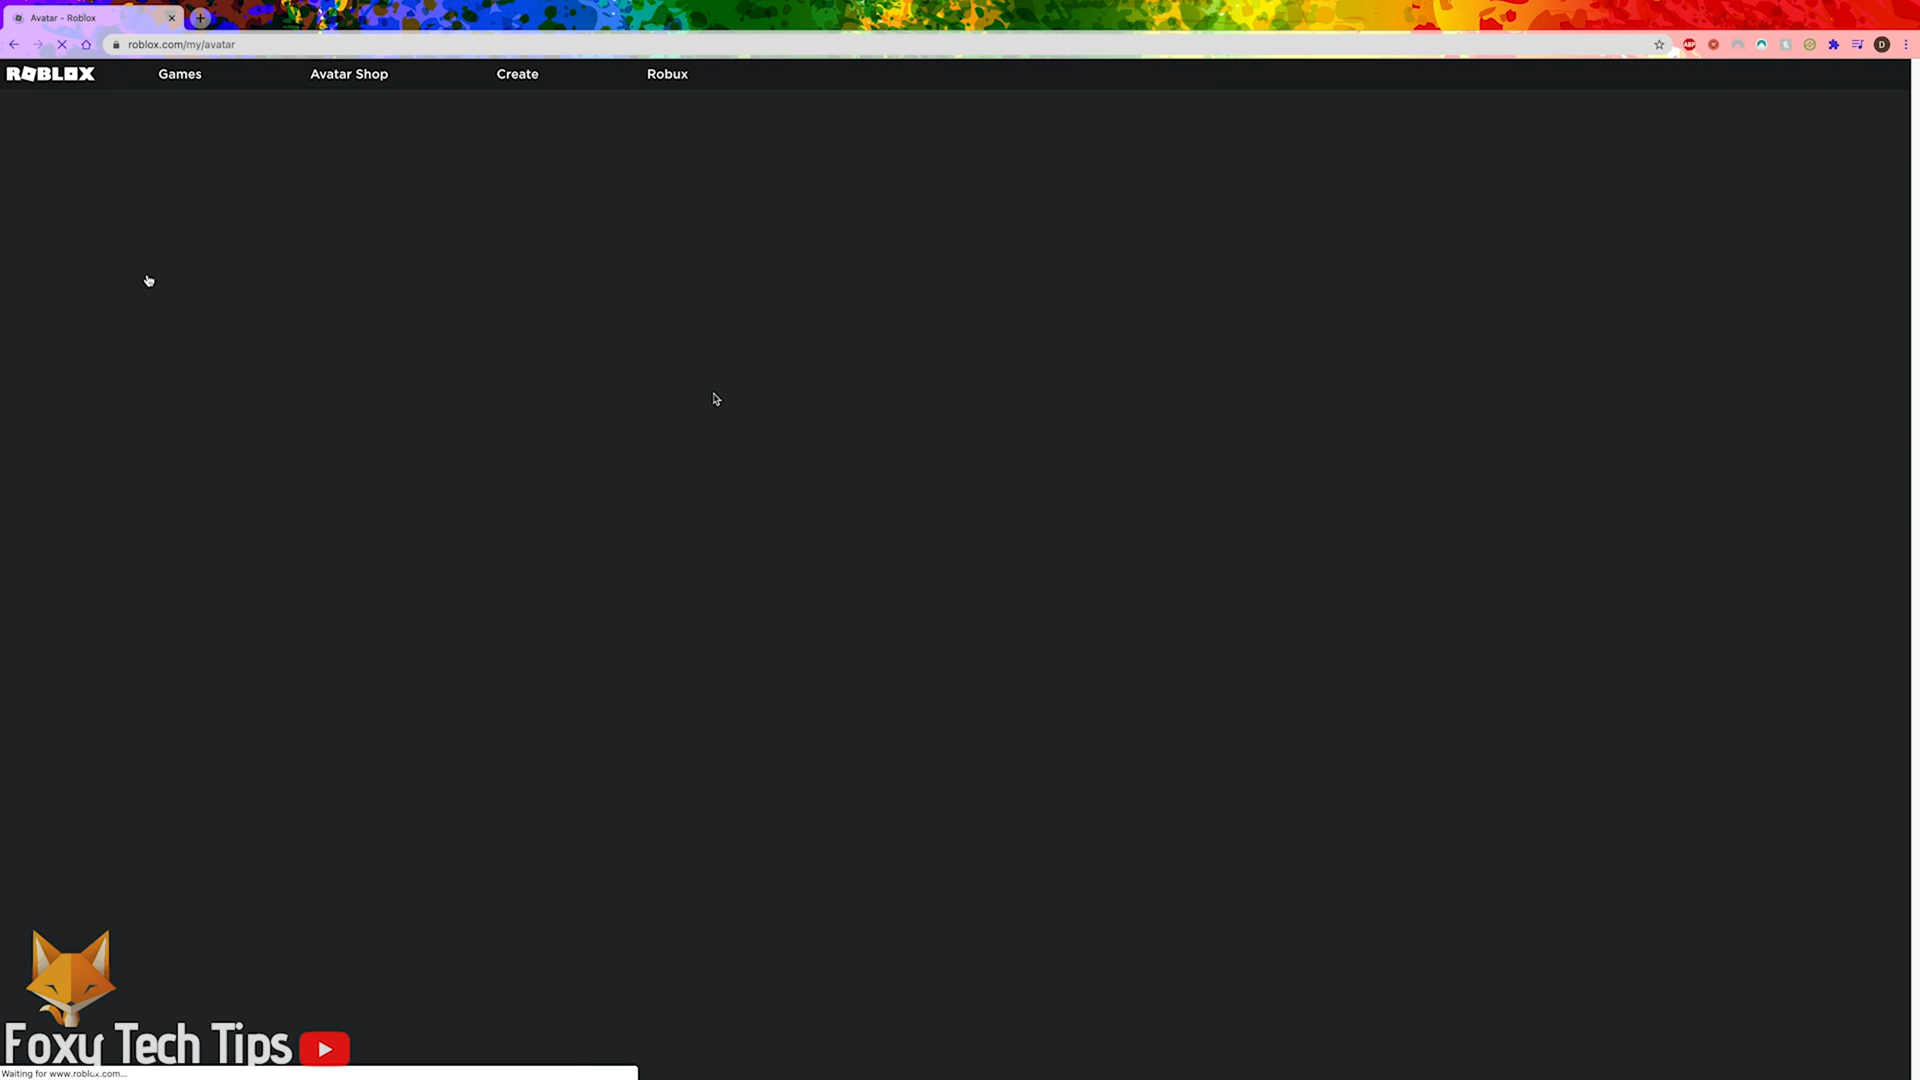 Avatar - Roblox
roblox.com/my/avatar
ABP
D
ROBLOX Games Avatar Shop Create Robux
Foxy Tech Tips
Waiting for www.roblox.com...